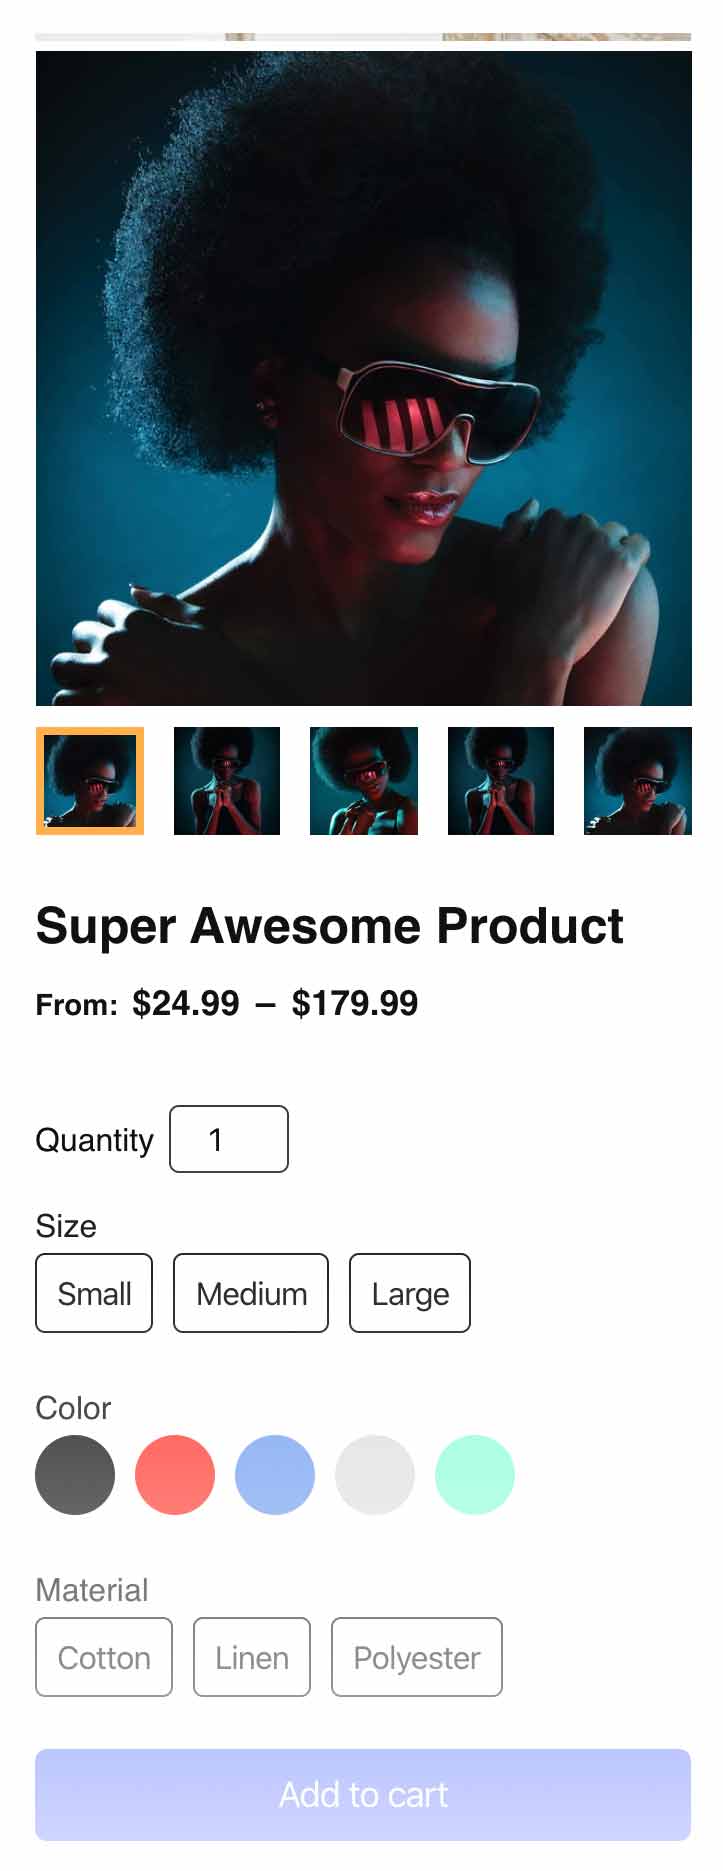 Super Awesome Product
From: $24.99 – $179.99
Quantity 1
Size
Small Medium Large
Color
Material
Cotton Linen Polyester
Add to cart